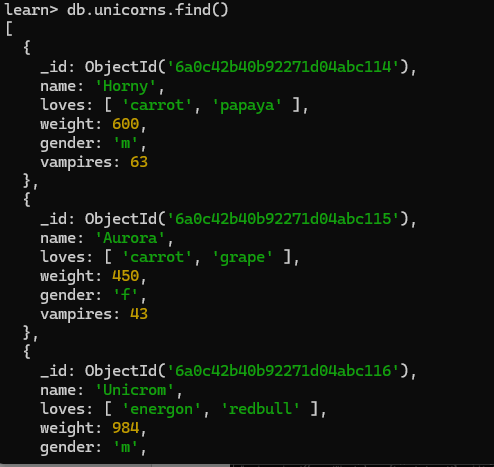 learn> db.unicorns.find()
[
  {
    _id: ObjectId('6a0c42b40b92271d04abc114'),
    name: 'Horny',
    loves: [ 'carrot', 'papaya' ],
    weight: 600,
    gender: 'm',
    vampires: 63
  },
  {
    _id: ObjectId('6a0c42b40b92271d04abc115'),
    name: 'Aurora',
    loves: [ 'carrot', 'grape' ],
    weight: 450,
    gender: 'f',
    vampires: 43
  },
  {
    _id: ObjectId('6a0c42b40b92271d04abc116'),
    name: 'Unicrom',
    loves: [ 'energon', 'redbull' ],
    weight: 984,
    gender: 'm',